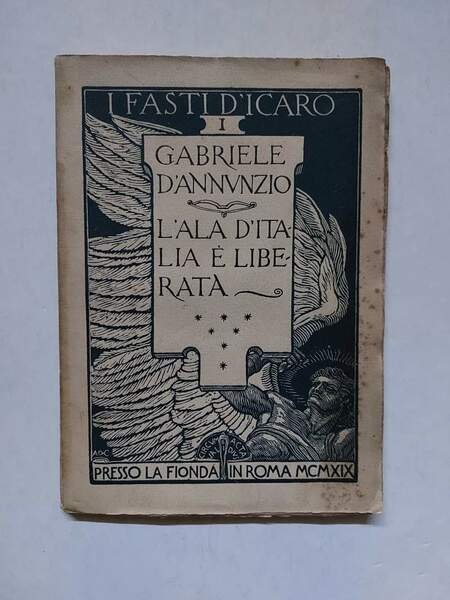 I FASTI D'ICARO
I
GABRIELE
D'ANNVNZIO
L'ALA D'ITA-
LIA È LIBE-
RATA
ADC
PRESSO LA FIONDA IN ROMA MCMXIX